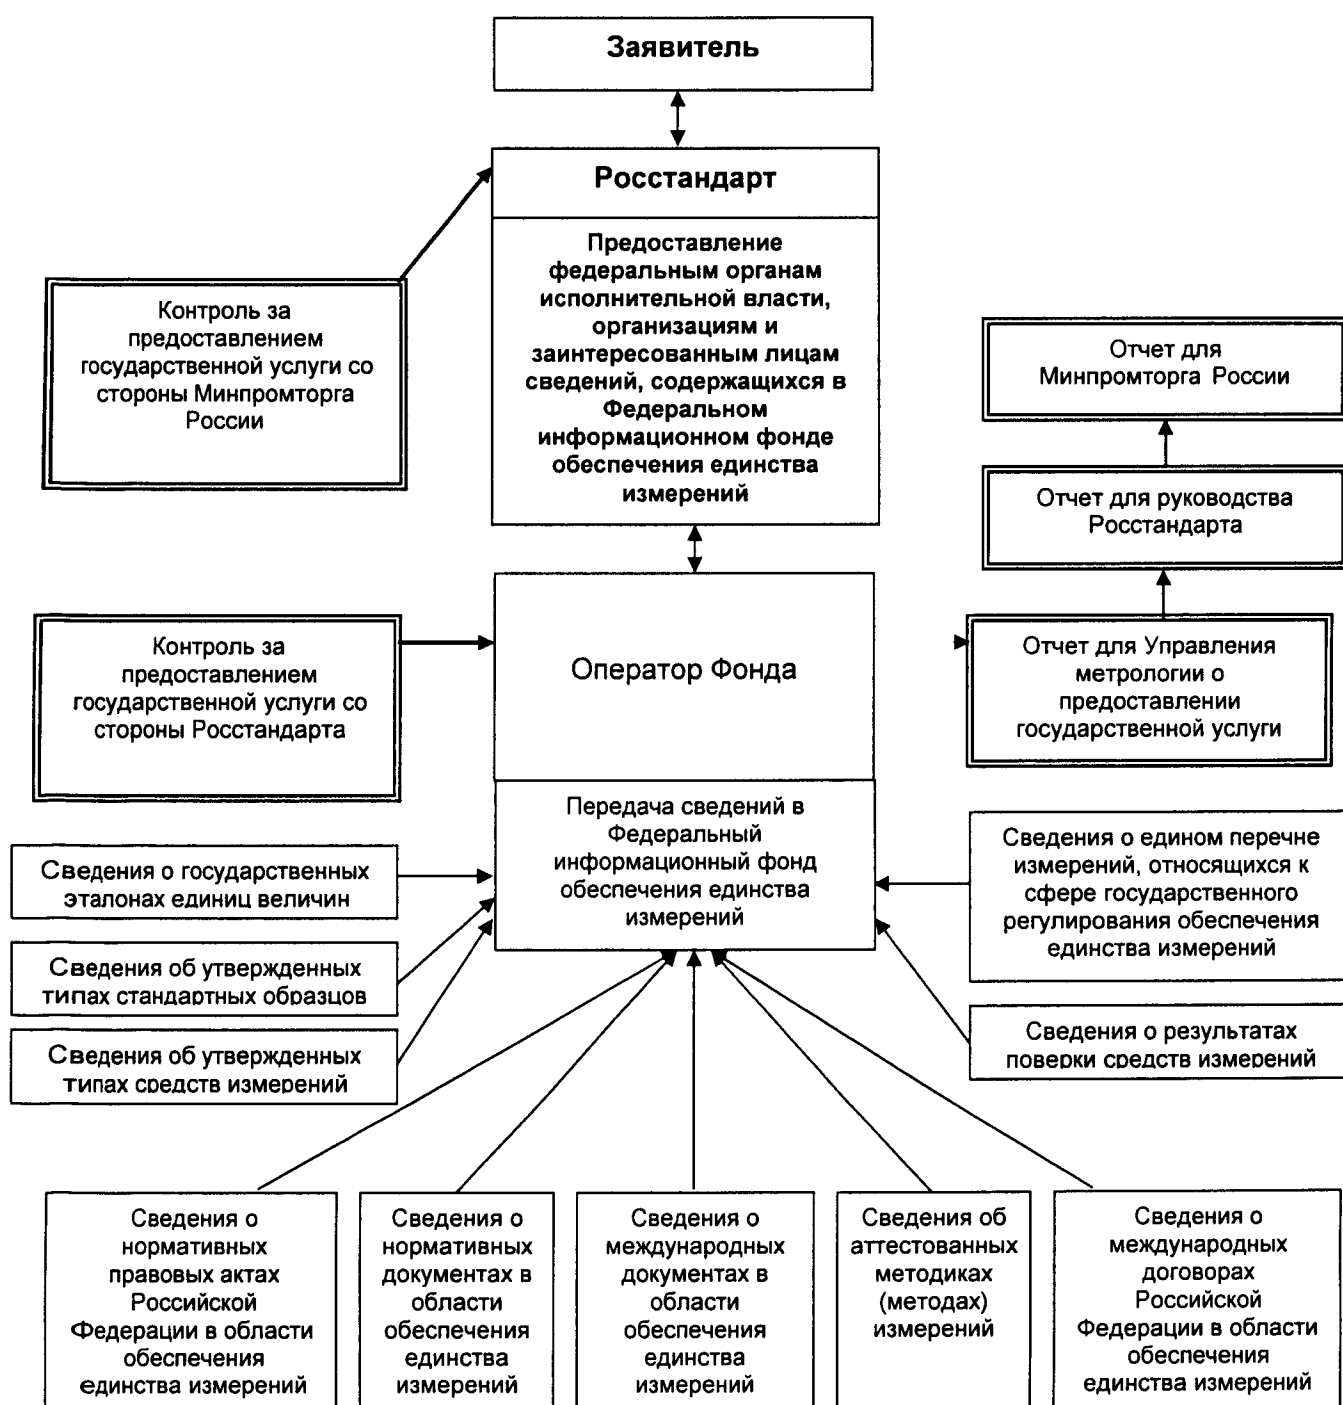 Заявитель
Росстандарт
Предоставление
федеральным органам
исполнительной власти,
организациям и
заинтересованным лицам
сведений, содержащихся в
Федеральном
информационном фонде
обеспечения единства
измерений
Контроль за
предоставлением
государственной услуги со
стороны Минпромторга
России
Отчет для
Минпромторга России
Отчет для руководства
Росстандарта
Контроль за
предоставлением
государственной услуги со
стороны Росстандарта
Оператор Фонда
Отчет для Управления
метрологии о
предоставлении
государственной услуги
Передача сведений в
Федеральный
информационный фонд
обеспечения единства
измерений
Сведения о государственных
эталонах единиц величин
Сведения об утвержденных
типах стандартных образцов
Сведения об утвержденных
типах средств измерений
Сведения о едином перечне
измерений, относящихся к
сфере государственного
регулирования обеспечения
единства измерений
Сведения о результатах
поверки средств измерений
Сведения о
нормативных
правовых актах
Российской
Федерации в области
обеспечения
единства измерений
Сведения о
нормативных
документах в
области
обеспечения
единства
измерений
Сведения о
международных
документах в
области
обеспечения
единства
измерений
Сведения об
аттестованных
методиках
(методах)
измерений
Сведения о
международных
договорах
Российской
Федерации в области
обеспечения
единства измерений